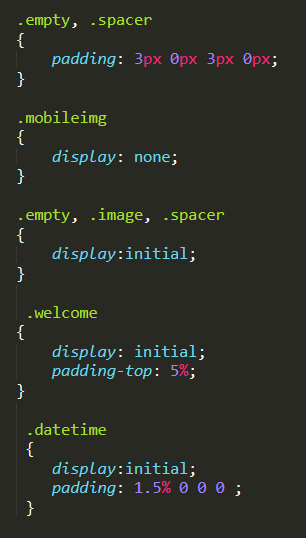 .empty, .spacer
{
    padding: 3px 0px 3px 0px;
}

.mobileimg
{
    display: none;
}

.empty, .image, .spacer
{
    display:initial;
}

 .welcome
{
    display: initial;
    padding-top: 5%;
}

 .datetime
 {
    display:initial;
    padding: 1.5% 0 0 0 ;
 }